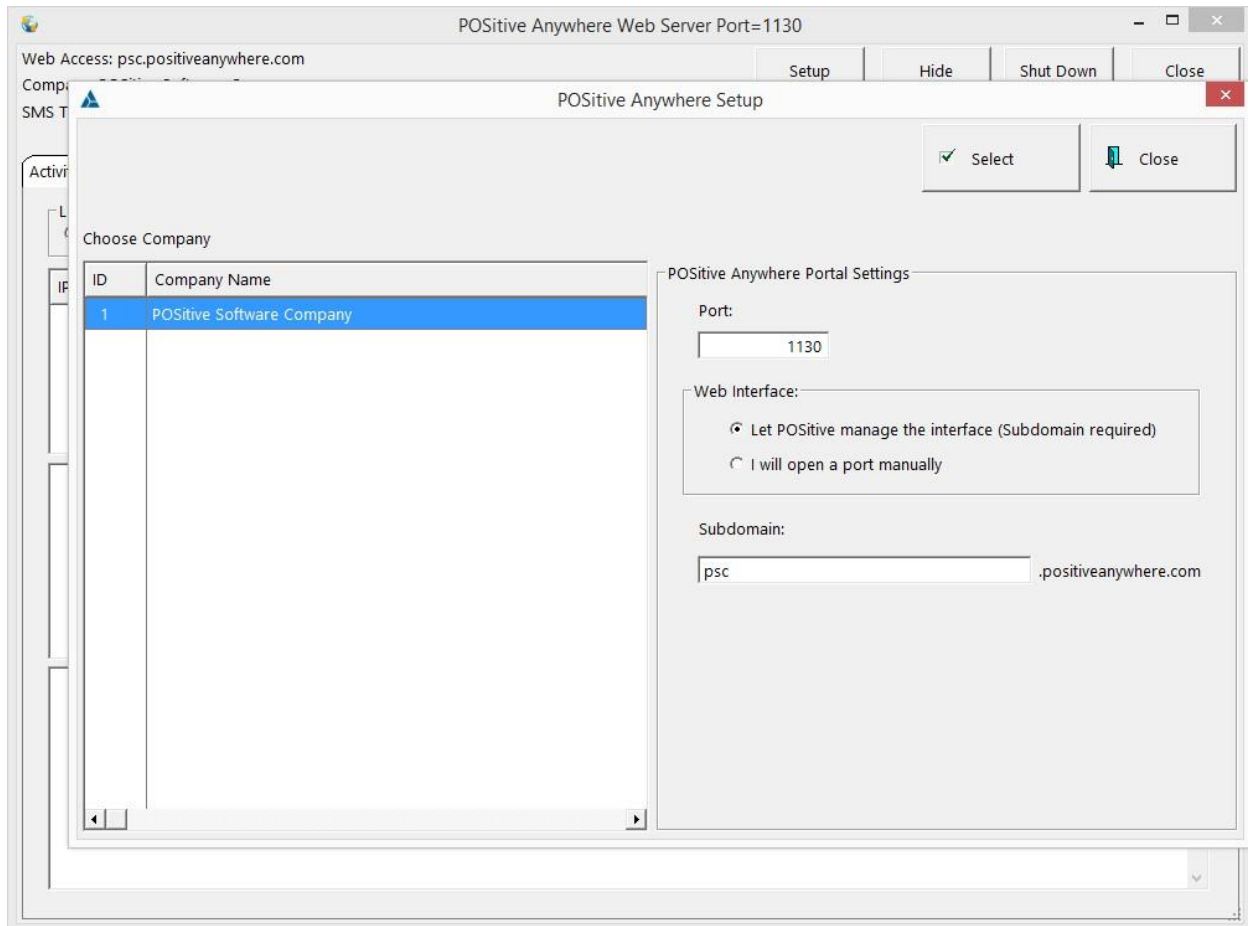 POSitive Anywhere Web Server Port=1130
Web Access: psc.positiveanywhere.com
Setup Hide Shut Down Close
SMS T
POSitive Anywhere Setup
Select Close
Activi
Choose Company
ID Company Name
1 POSitive Software Company
POSitive Anywhere Portal Settings
Port:
1130
Web Interface:
Let POSitive manage the interface (Subdomain required)
I will open a port manually
Subdomain:
psc .positiveanywhere.com